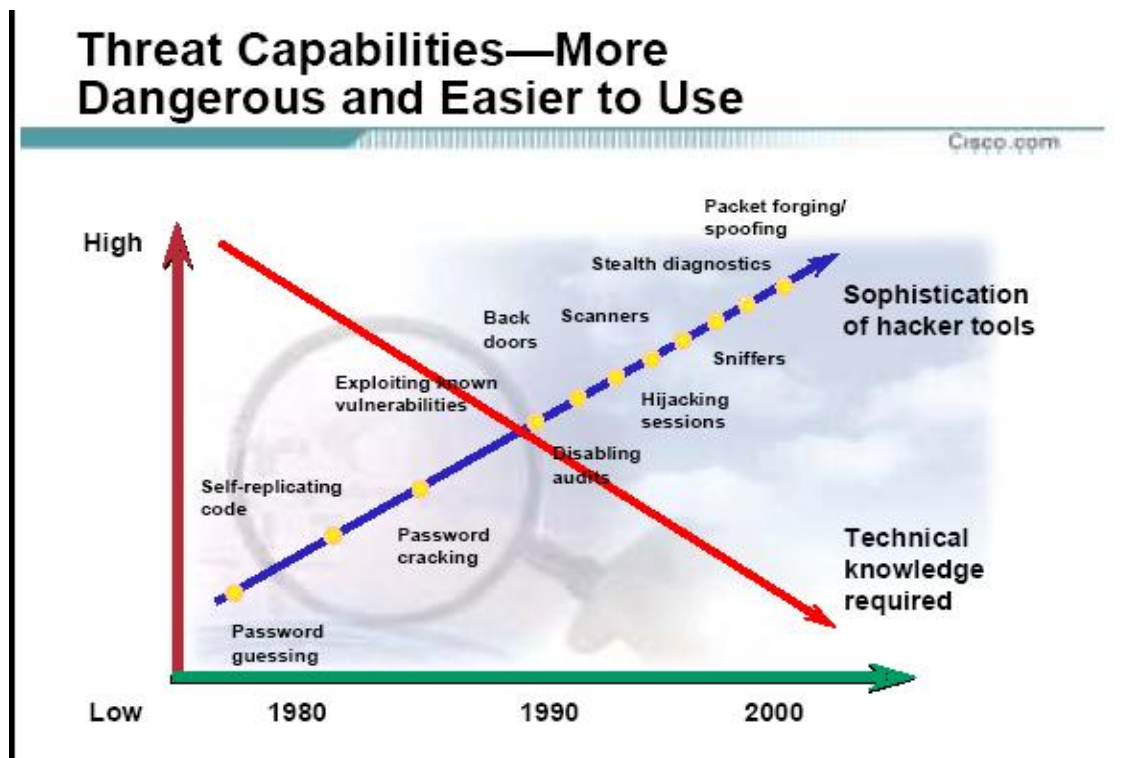 Threat Capabilities—More
Dangerous and Easier to Use
Cisco.com
High
Packet forging/
spoofing
Stealth diagnostics
Sophistication
of hacker tools
Back
doors
Scanners
Sniffers
Exploiting known
vulnerabilities
Hijacking
sessions
Disabling
audits
Self-replicating
code
Password
cracking
Technical
knowledge
required
Password
guessing
Low
1980
1990
2000